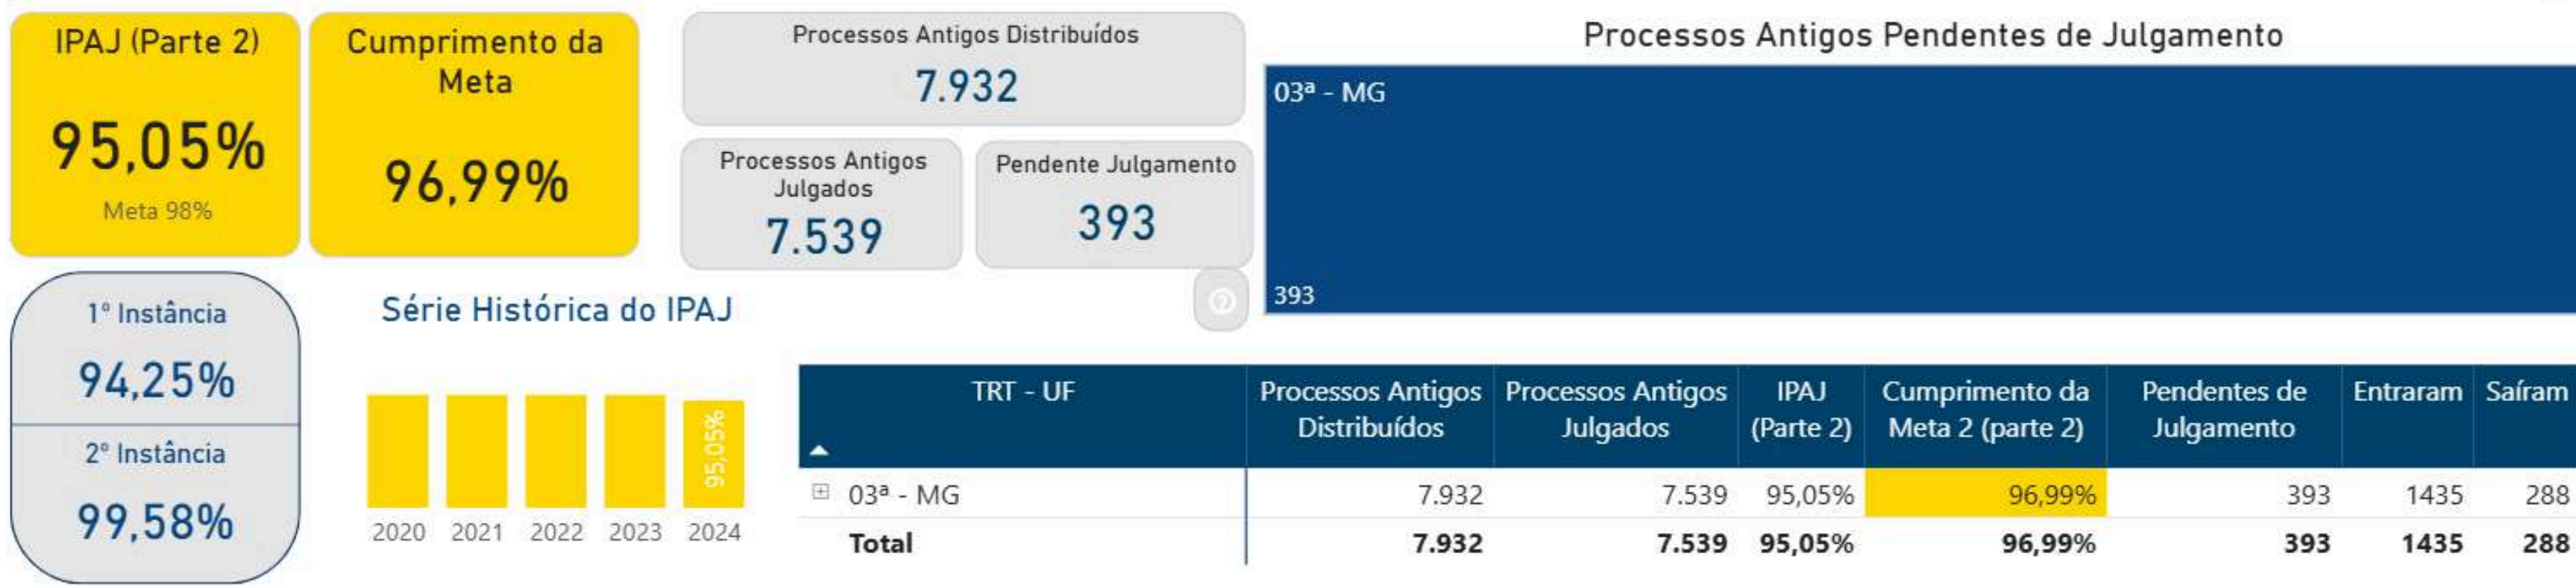 IPAJ (Parte 2)
95,05%
Meta 98%
Cumprimento da
Meta
96,99%
Processos Antigos Distribuídos
7.932
Processos Antigos
Julgados
7.539
Pendente Julgamento
393
Processos Antigos Pendentes de Julgamento
03ª - MG
393
1º Instância
94,25%
2º Instância
99,58%
Série Histórica do IPAJ
95,05%
2020 2021 2022 2023 2024
TRT - UF Processos Antigos Distribuídos Processos Antigos Julgados IPAJ (Parte 2) Cumprimento da Meta 2 (parte 2) Pendentes de Julgamento Entraram Saíram
03ª - MG 7.932 7.539 95,05% 96,99% 393 1435 288
Total 7.932 7.539 95,05% 96,99% 393 1435 288